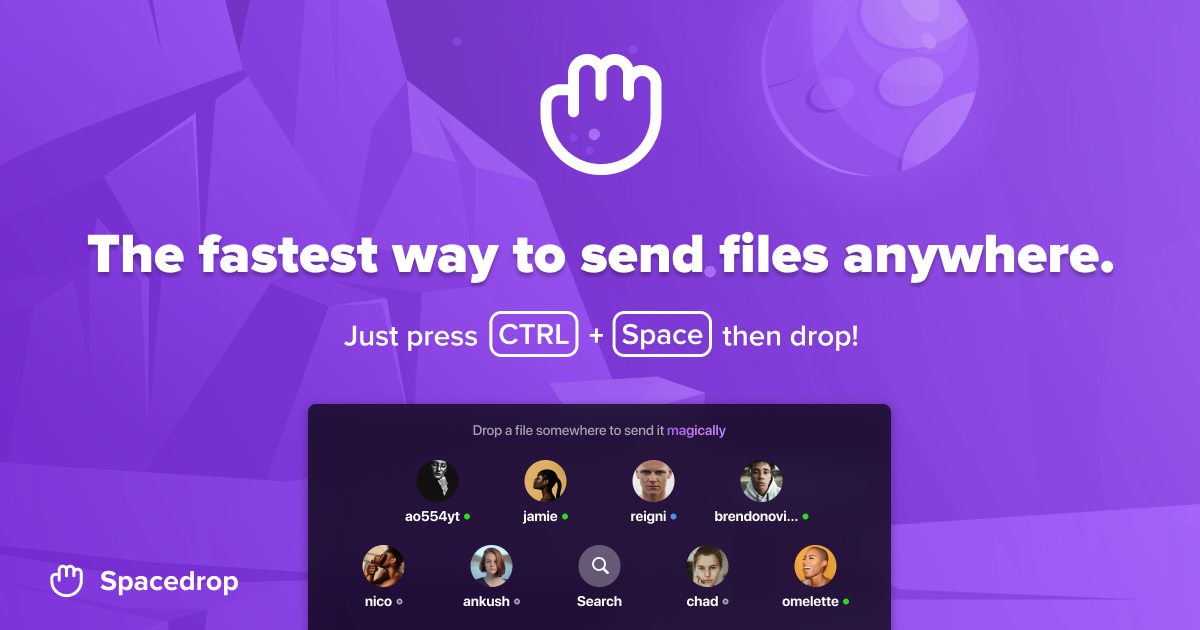 The fastest way to send files anywhere.
Just press CTRL + Space then drop!
Drop a file somewhere to send it magically
ao554yt jamie reigni brendonovi...
nico ankush Search chad omelette
Spacedrop